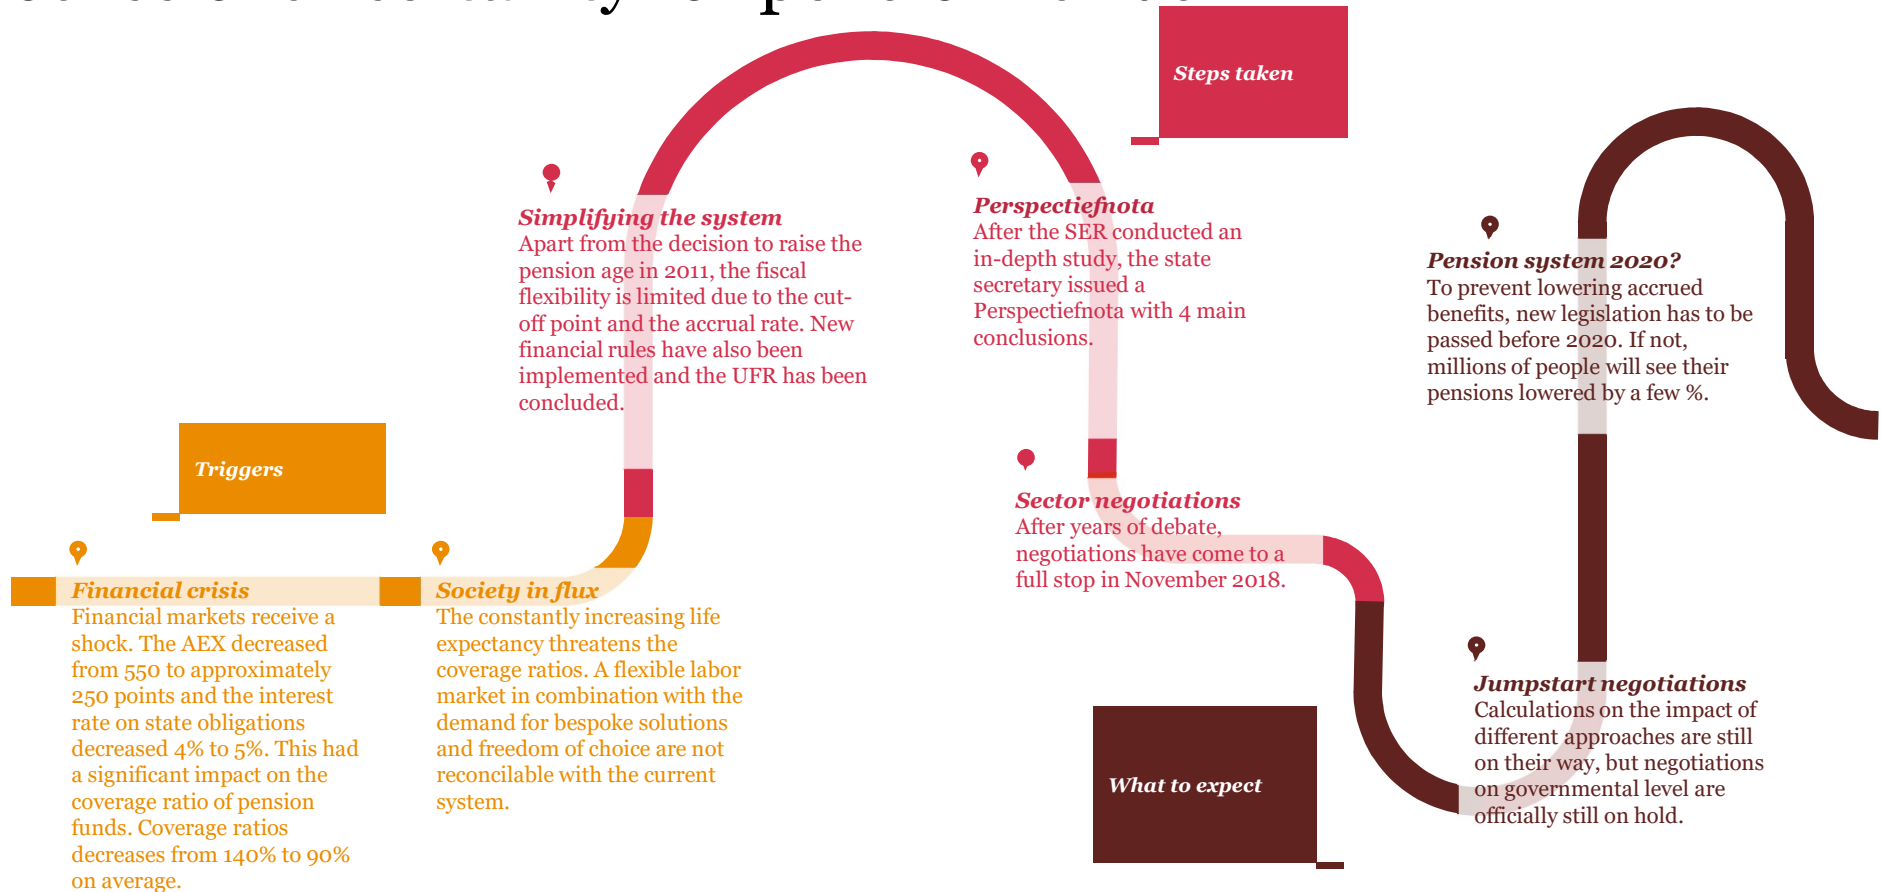 Triggers
Financial crisis
Financial markets receive a
shock. The AEX decreased
from 550 to approximately
250 points and the interest
rate on state obligations
decreased 4% to 5%. This had
a significant impact on the
coverage ratio of pension
funds. Coverage ratios
decreases from 140% to 90%
on average.
Society in flux
The constantly increasing life
expectancy threatens the
coverage ratios. A flexible labor
market in combination with the
demand for bespoke solutions
and freedom of choice are not
reconcilable with the current
system.
Simplifying the system
Apart from the decision to raise the
pension age in 2011, the fiscal
flexibility is limited due to the cut-
off point and the accrual rate. New
financial rules have also been
implemented and the UFR has been
concluded.
Steps taken
Perspectiefnota
After the SER conducted an
in-depth study, the state
secretary issued a
Perspectiefnota with 4 main
conclusions.
Sector negotiations
After years of debate,
negotiations have come to a
full stop in November 2018.
What to expect
Jumpstart negotiations
Calculations on the impact of
different approaches are still
on their way, but negotiations
on governmental level are
officially still on hold.
Pension system 2020?
To prevent lowering accrued
benefits, new legislation has to be
passed before 2020. If not,
millions of people will see their
pensions lowered by a few %.